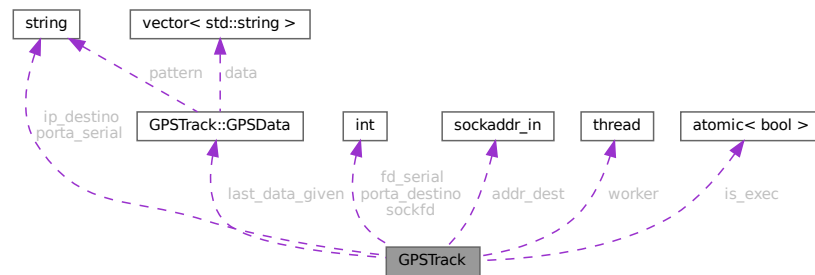 string
vector< std::string >
pattern
data
ip_destino
porta_serial
GPSTrack::GPSData
int
sockaddr_in
thread
atomic< bool >
last_data_given
fd_serial
porta_destino
sockfd
addr_dest
worker
is_exec
GPSTrack